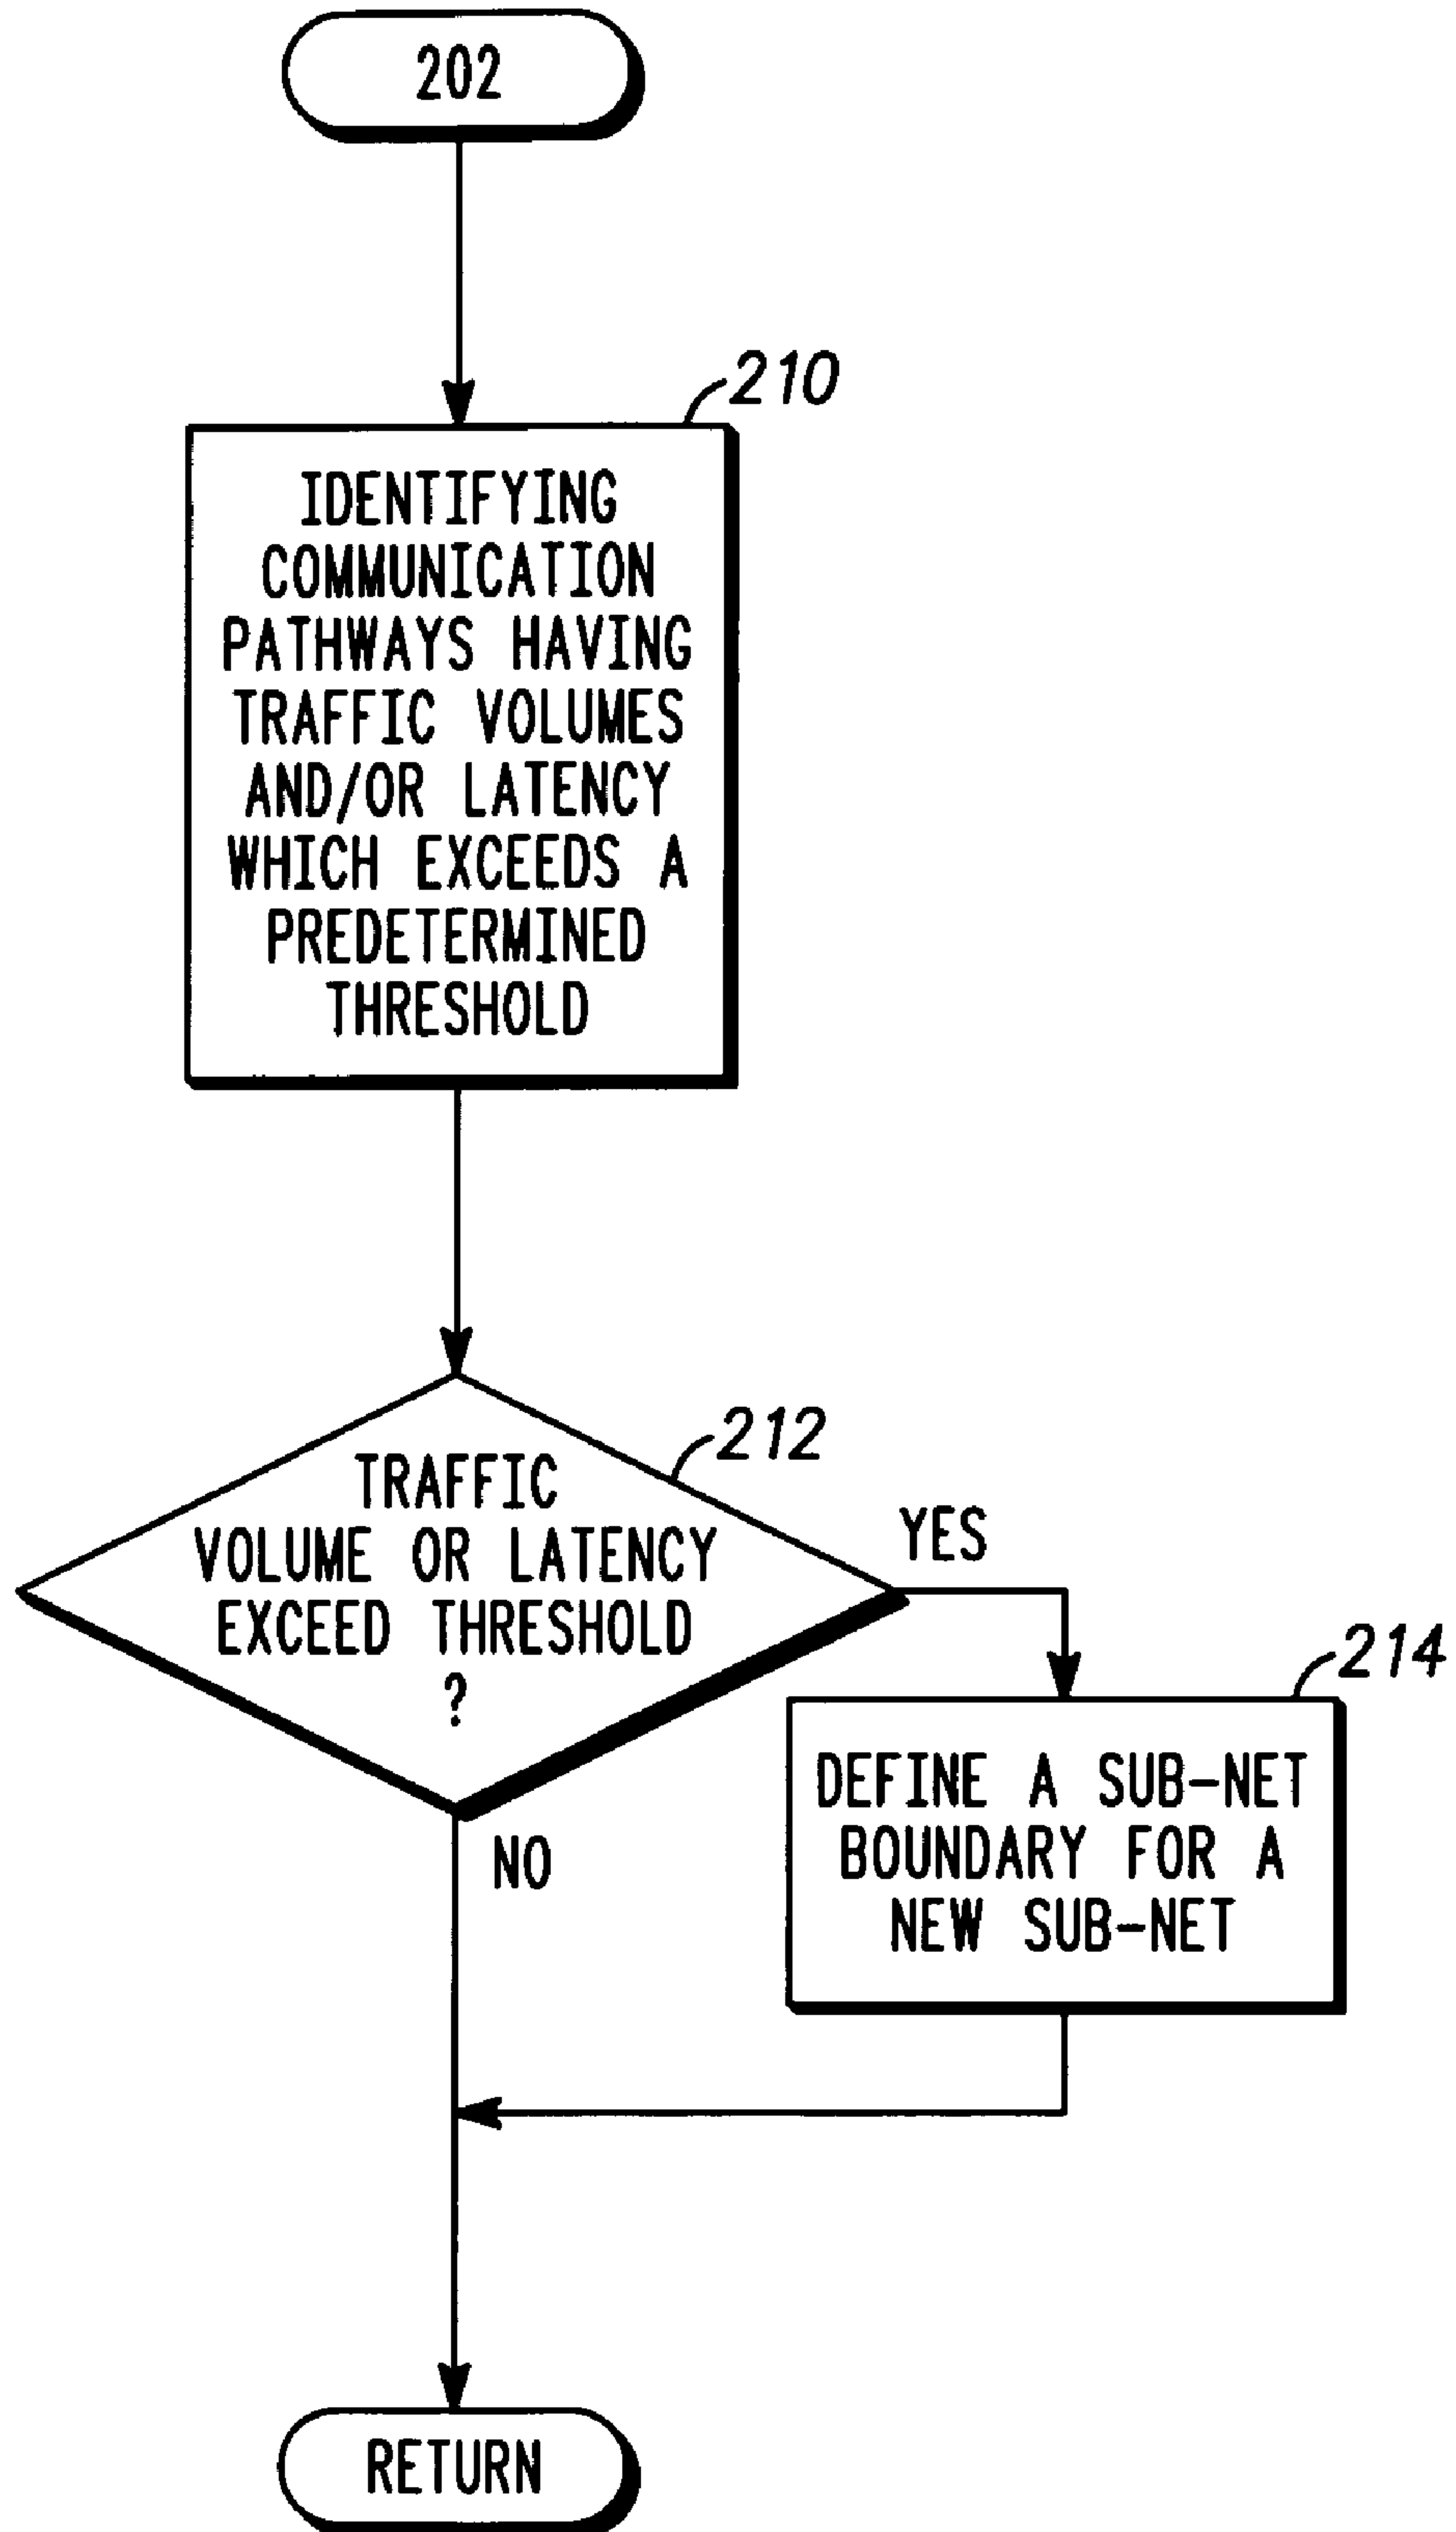 202
210
IDENTIFYING
COMMUNICATION
PATHWAYS HAVING
TRAFFIC VOLUMES
AND/OR LATENCY
WHICH EXCEEDS A
PREDETERMINED
THRESHOLD
212
TRAFFIC
VOLUME OR LATENCY
EXCEED THRESHOLD
?
YES
NO
214
DEFINE A SUB-NET
BOUNDARY FOR A
NEW SUB-NET
RETURN